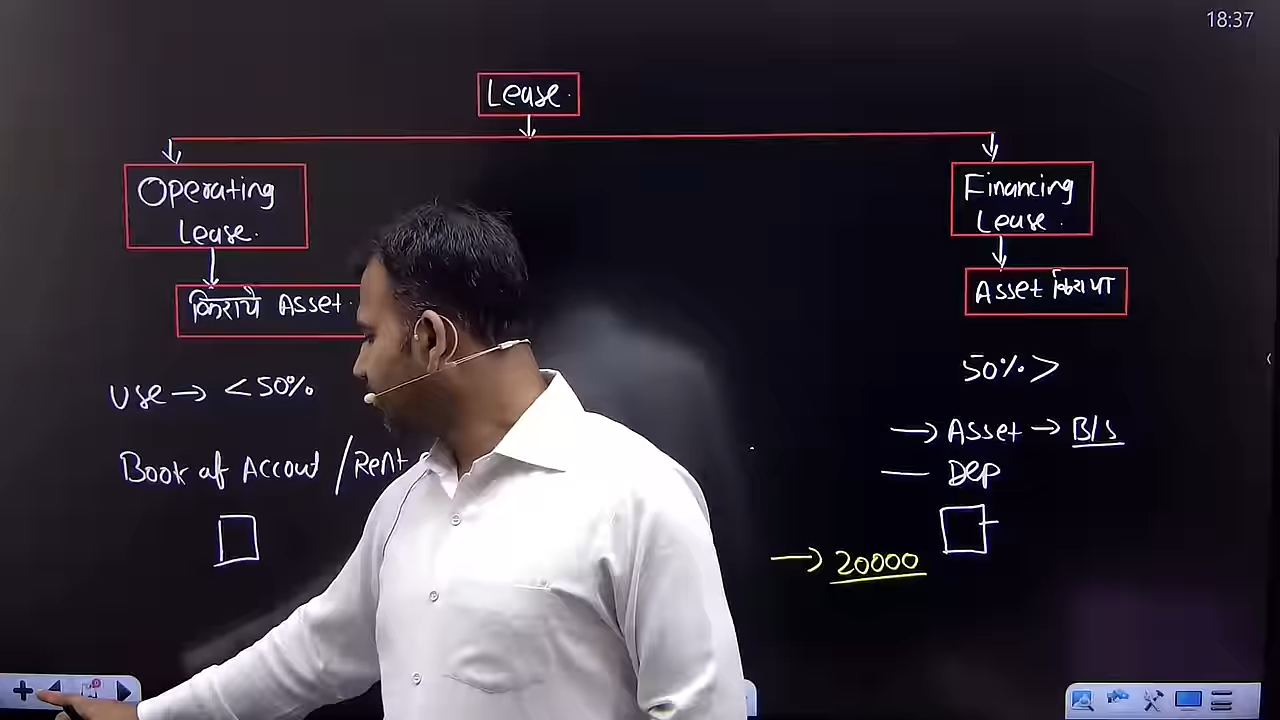 18:37
Lease.
Operating
Lease.
किराये Asset.
Use → < 50%
Book of Accout / Rent
Financing
Lease.
Asset
50% >
→ Asset → B/s
— Dep
→ 20000